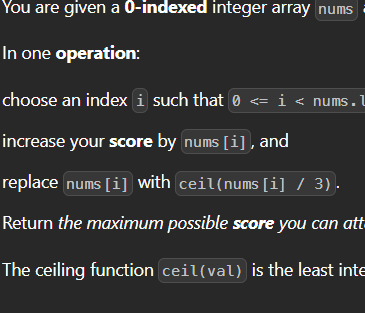 You are given a 0-indexed integer array nums
In one operation:
choose an index i such that 0 <= i < nums.l
increase your score by nums[i], and
replace nums[i] with ceil(nums[i] / 3).
Return the maximum possible score you can att
The ceiling function ceil(val) is the least inte